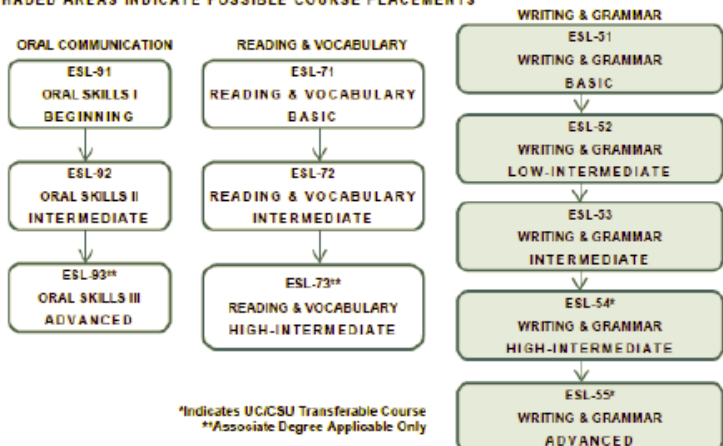 SHADED AREAS INDICATE POSSIBLE COURSE PLACEMENTS
ORAL COMMUNICATION
ESL-91
ORAL SKILLS I
BEGINNING
ESL-92
ORAL SKILLS II
INTERMEDIATE
ESL-93**
ORAL SKILLS III
ADVANCED
READING & VOCABULARY
ESL-71
READING & VOCABULARY
BASIC
ESL-72
READING & VOCABULARY
INTERMEDIATE
ESL-73**
READING & VOCABULARY
HIGH-INTERMEDIATE
WRITING & GRAMMAR
ESL-51
WRITING & GRAMMAR
BASIC
ESL-52
WRITING & GRAMMAR
LOW-INTERMEDIATE
ESL-53
WRITING & GRAMMAR
INTERMEDIATE
ESL-54*
WRITING & GRAMMAR
HIGH-INTERMEDIATE
ESL-55*
WRITING & GRAMMAR
ADVANCED
*Indicates UC/CSU Transferable Course
**Associate Degree Applicable Only